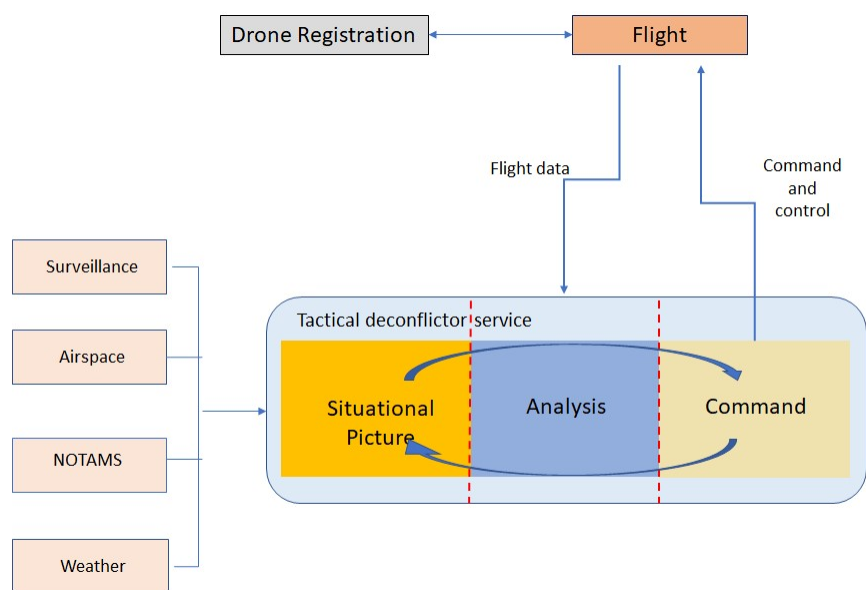 Drone Registration
Flight
Flight data
Command
and
control
Surveillance
Airspace
NOTAMS
Weather
Tactical deconflictor service
Situational
Picture
Analysis
Command